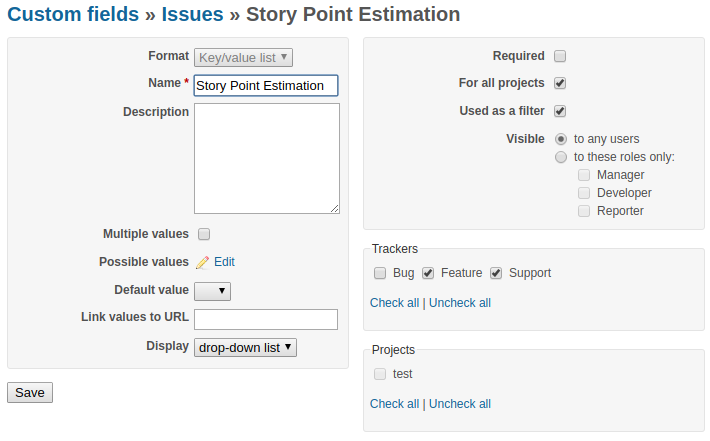 Custom fields » Issues » Story Point Estimation
Format Key/value list
Name * Story Point Estimation
Description
Multiple values
Possible values Edit
Default value
Link values to URL
Display drop-down list
Save
Required
For all projects
Used as a filter
Visible to any users
to these roles only:
Manager
Developer
Reporter
Trackers
Bug Feature Support
Check all | Uncheck all
Projects
test
Check all | Uncheck all